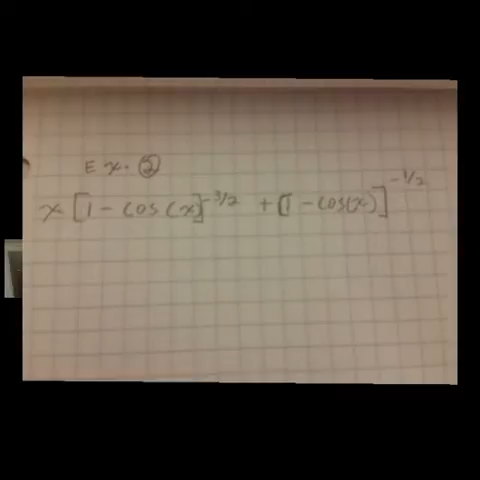 Ex. ②
x [1 - cos(x)]^{-3/2} + [1 - cos(x)]^{-1/2}